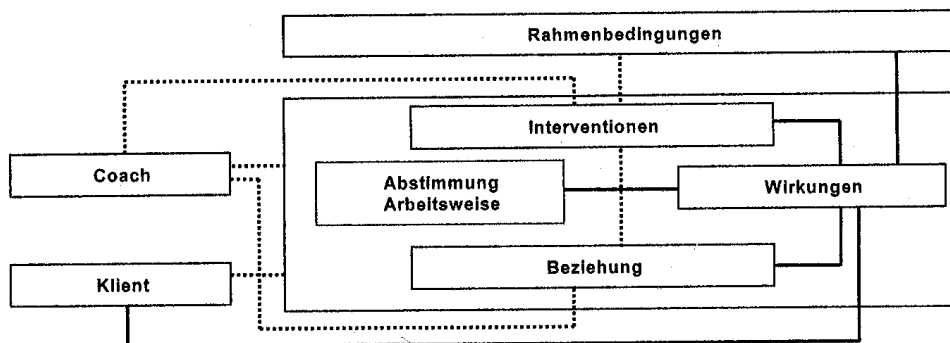 Rahmenbedingungen
Interventionen
Coach
Abstimmung
Arbeitsweise
Wirkungen
Klient
Beziehung